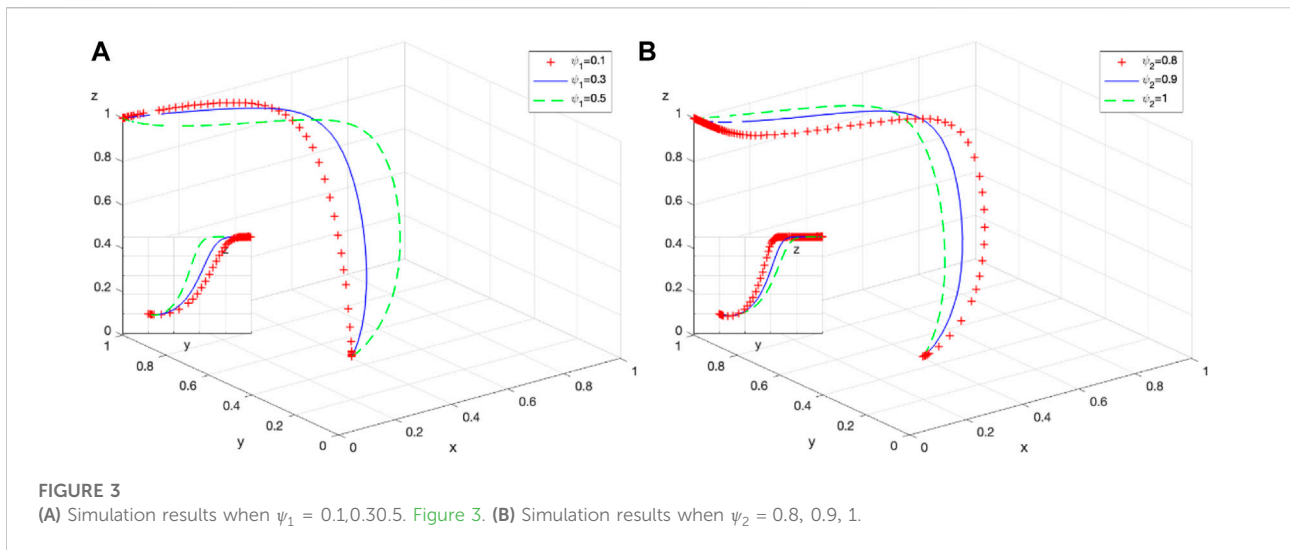 A
ψ1=0.1
ψ1=0.3
ψ1=0.5
z
1
0.8
0.6
0.4
0.2
0
z
y
1
0.8
0.6
0.4
0.2
0
y
0
0.2
0.4
0.6
0.8
1
x
B
ψ2=0.8
ψ2=0.9
ψ2=1
z
1
0.8
0.6
0.4
0.2
0
z
y
1
0.8
0.6
0.4
0.2
0
y
0
0.2
0.4
0.6
0.8
1
x
FIGURE 3
(A) Simulation results when ψ1 = 0.1,0.30.5. Figure 3. (B) Simulation results when ψ2 = 0.8, 0.9, 1.